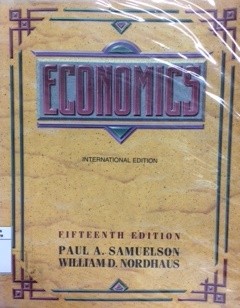 ECONOMICS
INTERNATIONAL EDITION
FIFTEENTH EDITION
PAUL A. SAMUELSON
WILLIAM D. NORDHAUS